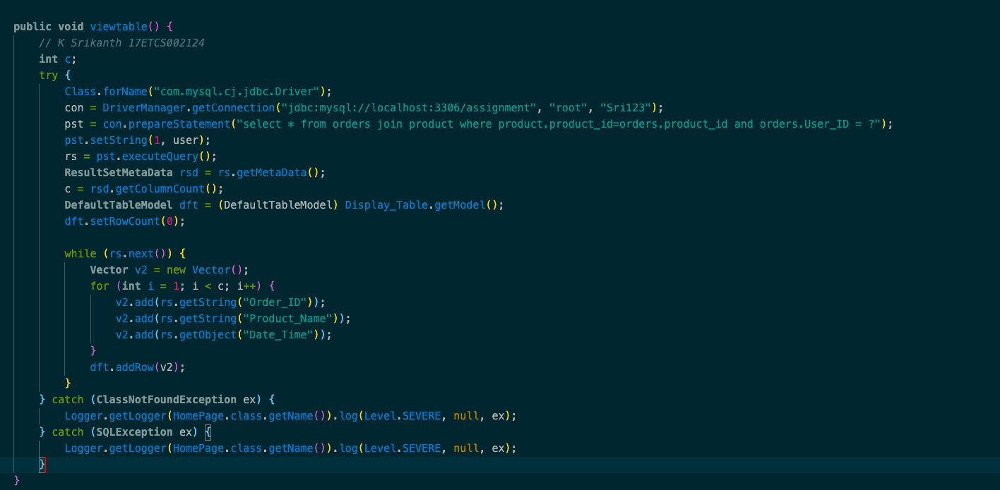 public void viewtable() {
    // K Srikanth 17ETCS002124
    int c;
    try {
        Class.forName("com.mysql.cj.jdbc.Driver");
        con = DriverManager.getConnection("jdbc:mysql://localhost:3306/assignment", "root", "Sri123");
        pst = con.prepareStatement("select * from orders join product where product.product_id=orders.product_id and orders.User_ID = ?");
        pst.setString(1, user);
        rs = pst.executeQuery();
        ResultSetMetaData rsd = rs.getMetaData();
        c = rsd.getColumnCount();
        DefaultTableModel dft = (DefaultTableModel) Display_Table.getModel();
        dft.setRowCount(0);

        while (rs.next()) {
            Vector v2 = new Vector();
            for (int i = 1; i < c; i++) {
                v2.add(rs.getString("Order_ID"));
                v2.add(rs.getString("Product_Name"));
                v2.add(rs.getObject("Date_Time"));
            }
            dft.addRow(v2);
        }
    } catch (ClassNotFoundException ex) {
        Logger.getLogger(HomePage.class.getName()).log(Level.SEVERE, null, ex);
    } catch (SQLException ex) {
        Logger.getLogger(HomePage.class.getName()).log(Level.SEVERE, null, ex);
    }
}